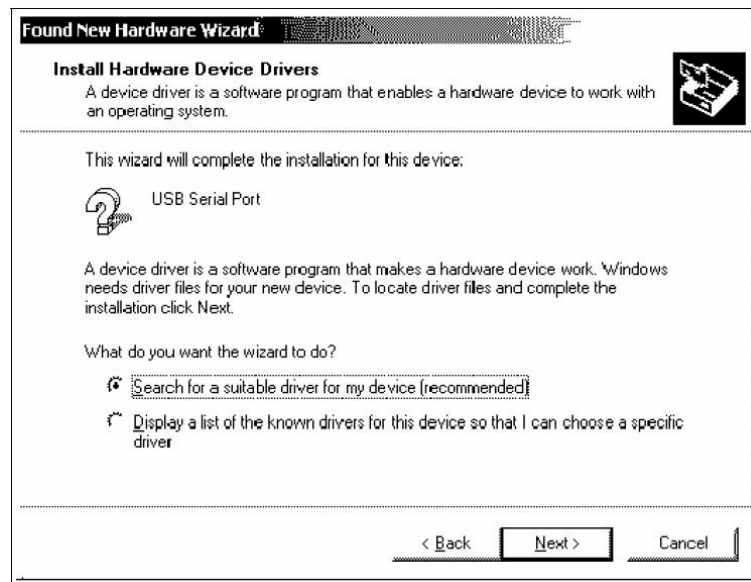 Found New Hardware Wizard
Install Hardware Device Drivers
A device driver is a software program that enables a hardware device to work with
an operating system.
This wizard will complete the installation for this device:
USB Serial Port
A device driver is a software program that makes a hardware device work. Windows
needs driver files for your new device. To locate driver files and complete the
installation click Next.
What do you want the wizard to do?
Search for a suitable driver for my device (recommended)
Display a list of the known drivers for this device so that I can choose a specific
driver
< Back Next > Cancel